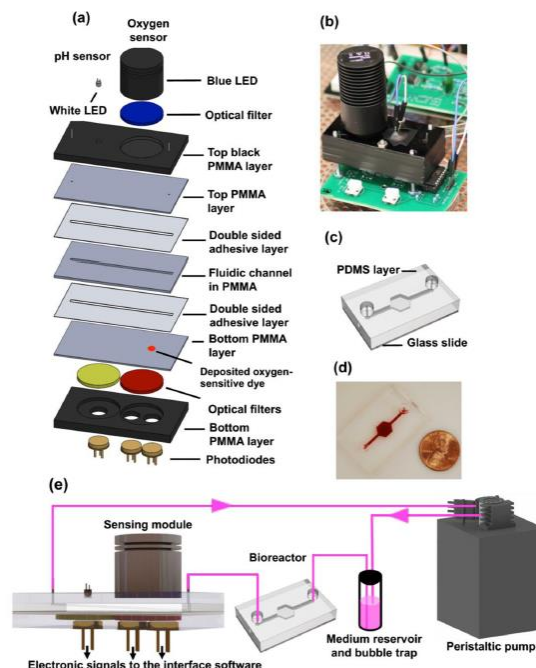 (a)
Oxygen
sensor
pH sensor
Blue LED
White LED
Optical filter
Top black
PMMA layer
Top PMMA
layer
Double sided
adhesive layer
Fluidic channel
in PMMA
Double sided
adhesive layer
Bottom PMMA
layer
Deposited oxygen-
sensitive dye
Optical filters
Bottom
PMMA layer
Photodiodes
(b)
(c)
PDMS layer
Glass slide
(d)
(e)
Sensing module
Bioreactor
Medium reservoir
and bubble trap
Peristaltic pump
Electronic signals to the interface software